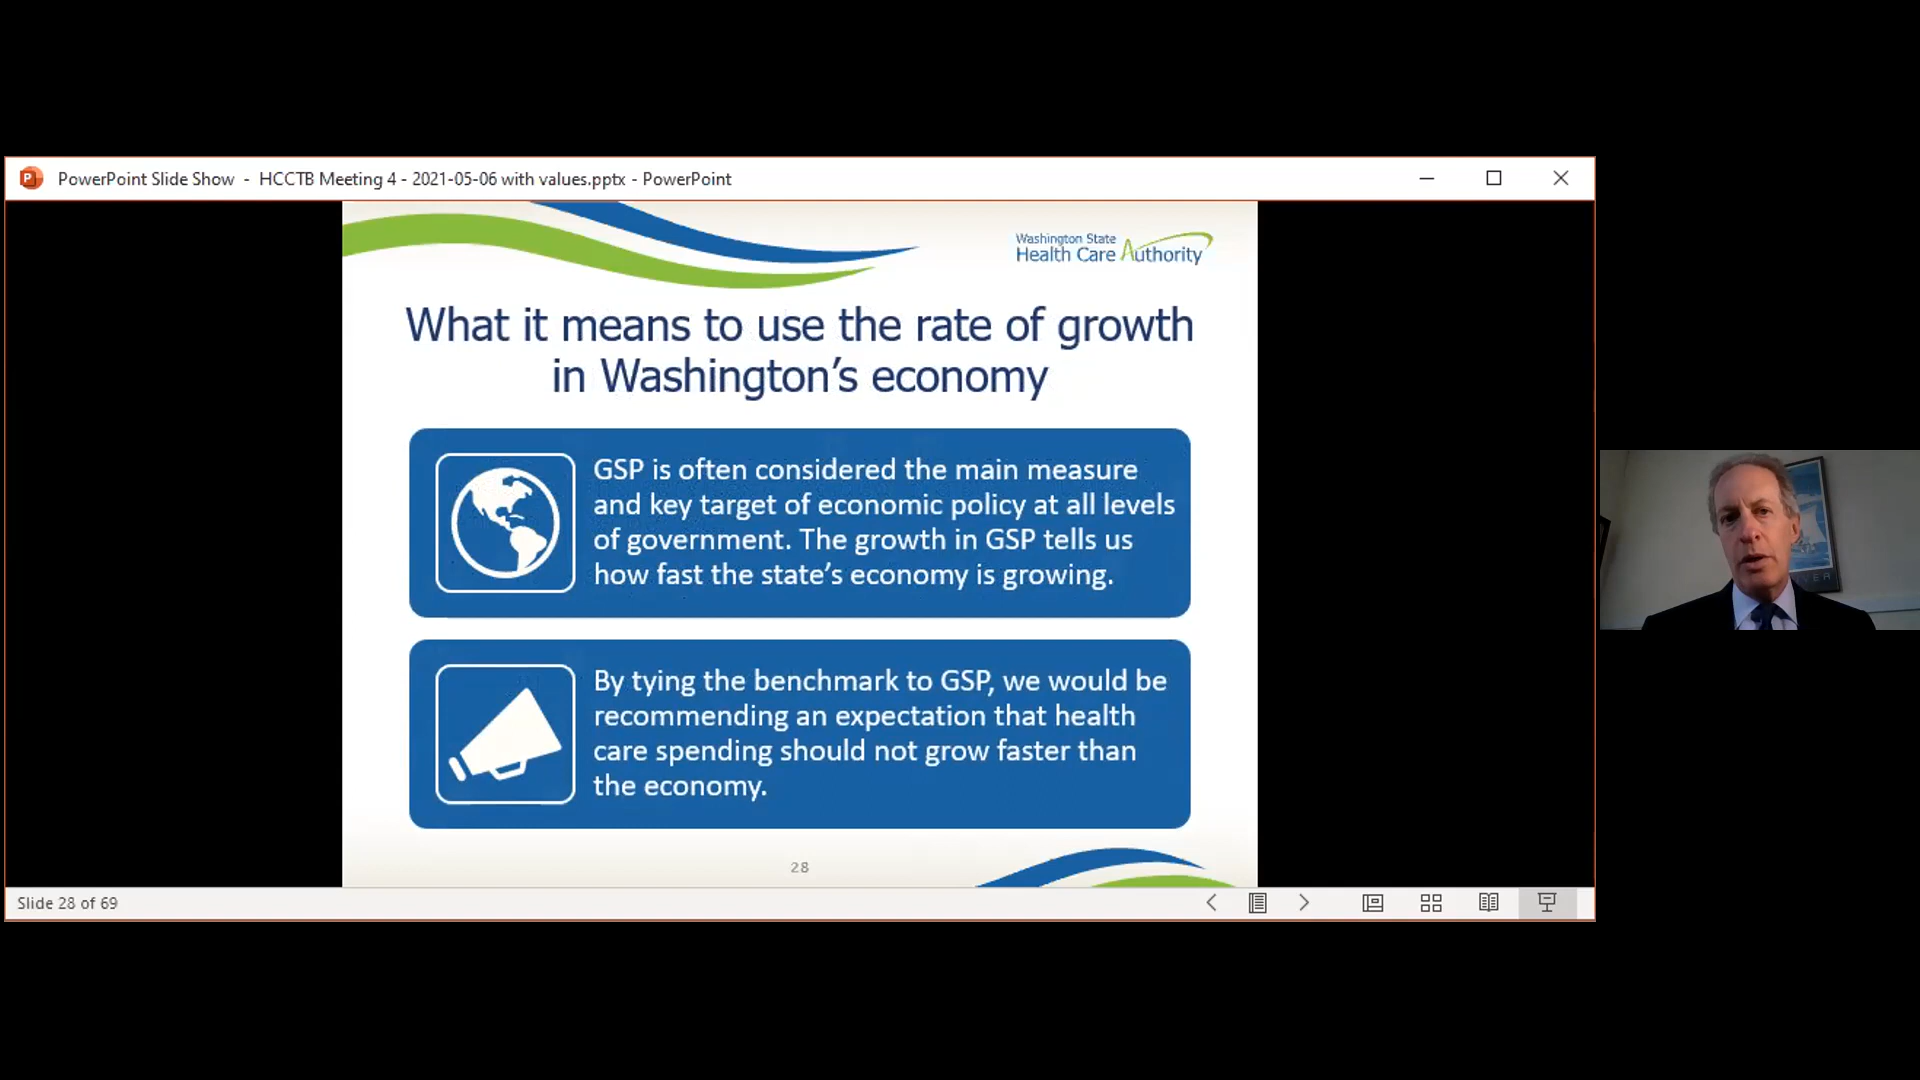 PowerPoint Slide Show - HCCTB Meeting 4 - 2021-05-06 with values.pptx - PowerPoint
Washington State
Health Care Authority
What it means to use the rate of growth
in Washington’s economy
GSP is often considered the main measure
and key target of economic policy at all levels
of government. The growth in GSP tells us
how fast the state’s economy is growing.
By tying the benchmark to GSP, we would be
recommending an expectation that health
care spending should not grow faster than
the economy.
28
Slide 28 of 69